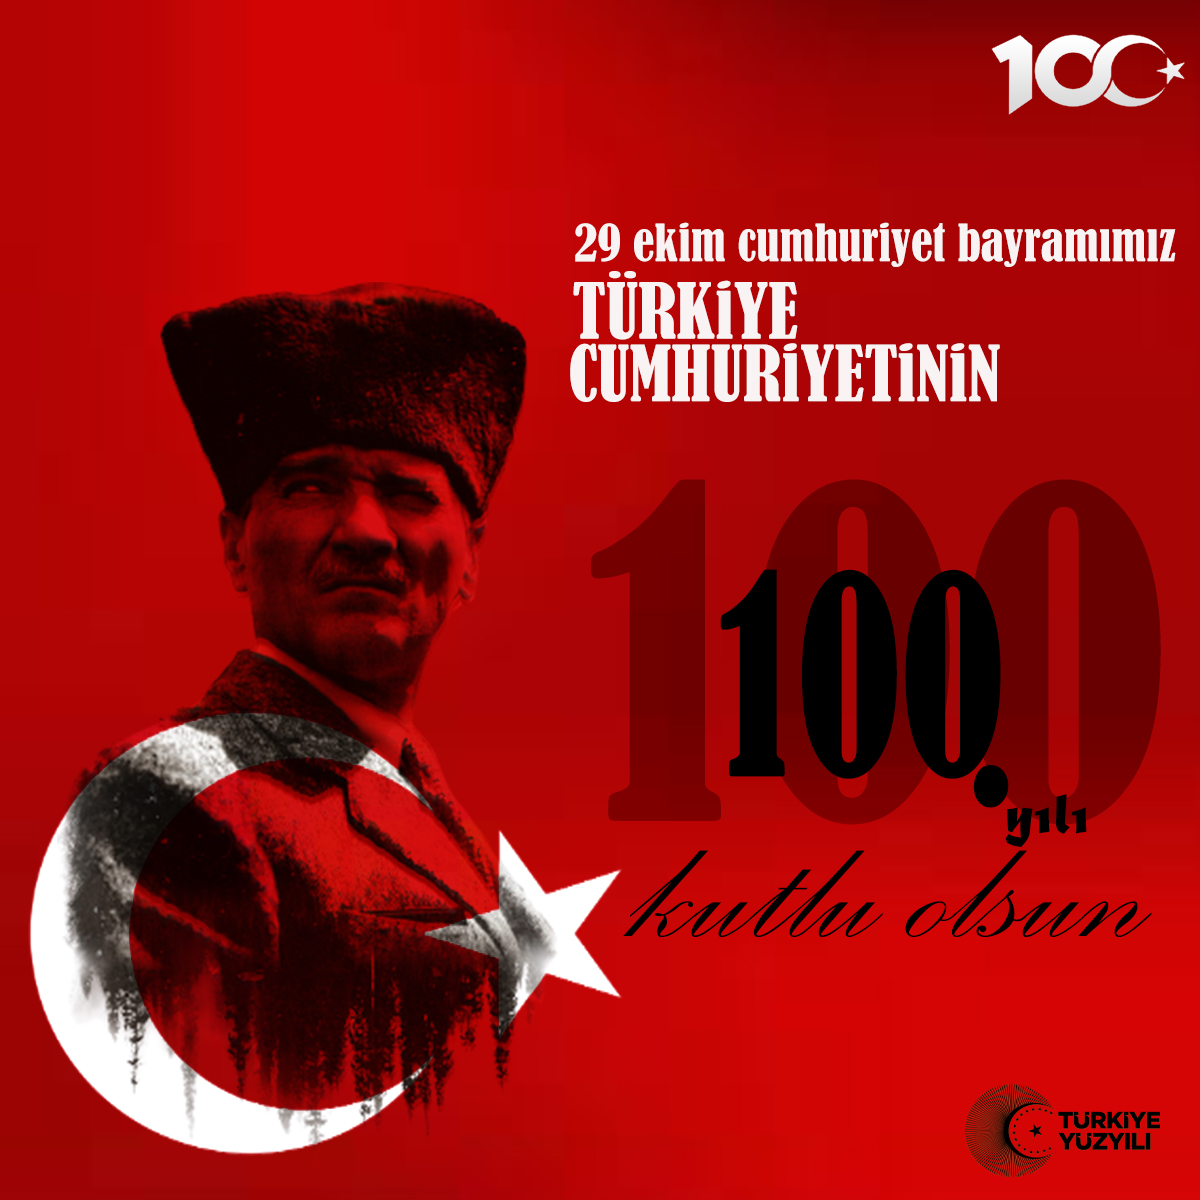 100
29 ekim cumhuriyet bayramımız
TÜRKiYE
CUMHURiYETiNiN
100
100.
yılı
kutlu olsun
TÜRKİYE
YÜZYILI